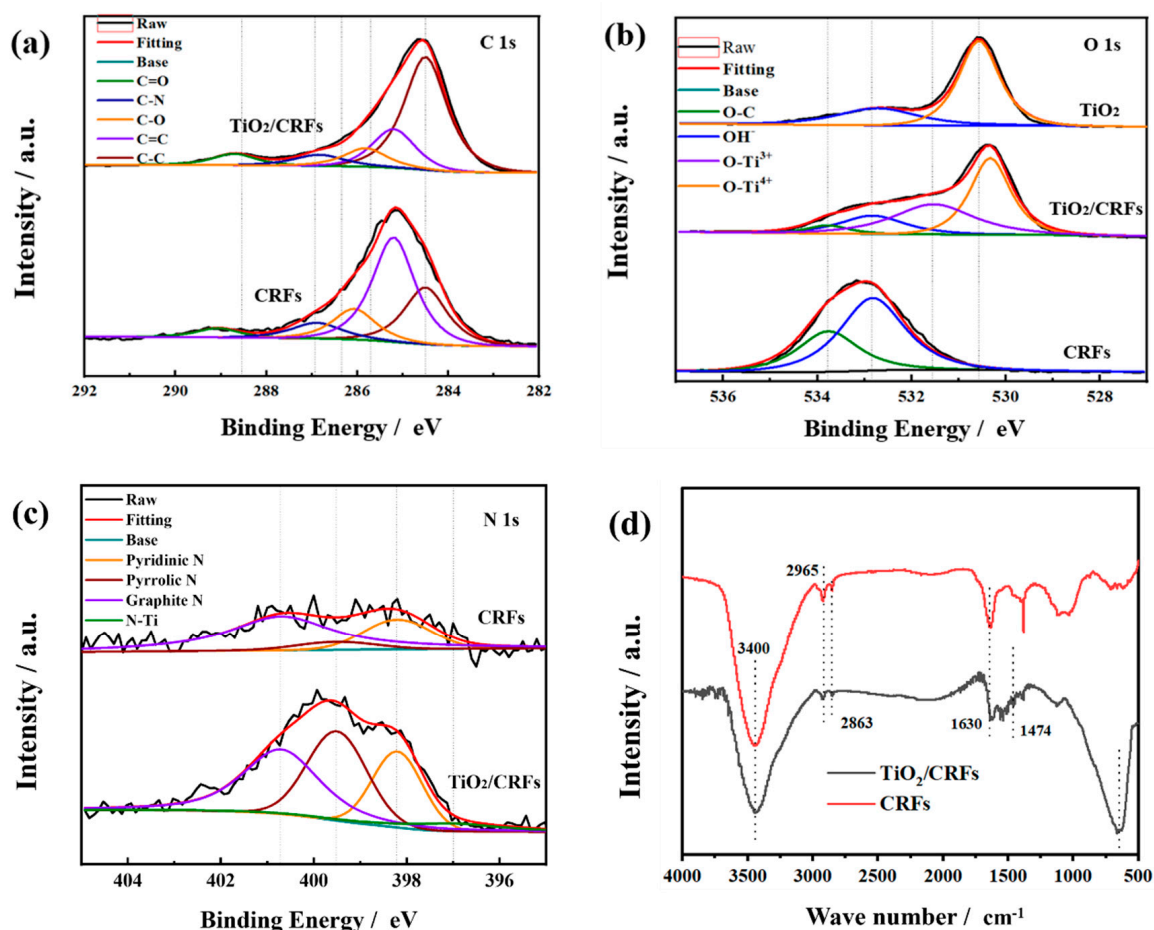 (a)
Raw
Fitting
Base
C=O
C-N
C-O
C=C
C-C
C 1s
TiO₂/CRFs
CRFs
Intensity / a.u.
292 290 288 286 284 282
Binding Energy / eV
(b)
Raw
Fitting
Base
O-C
OH⁻
O-Ti³⁺
O-Ti⁴⁺
O 1s
TiO₂
TiO₂/CRFs
CRFs
Intensity / a.u.
536 534 532 530 528
Binding Energy / eV
(c)
Raw
Fitting
Base
Pyridinic N
Pyrrolic N
Graphite N
N-Ti
N 1s
CRFs
TiO₂/CRFs
Intensity / a.u.
404 402 400 398 396
Binding Energy / eV
(d)
2965
3400
2863
1630
1474
TiO₂/CRFs
CRFs
Intensity / a.u.
4000 3500 3000 2500 2000 1500 1000 500
Wave number / cm⁻¹